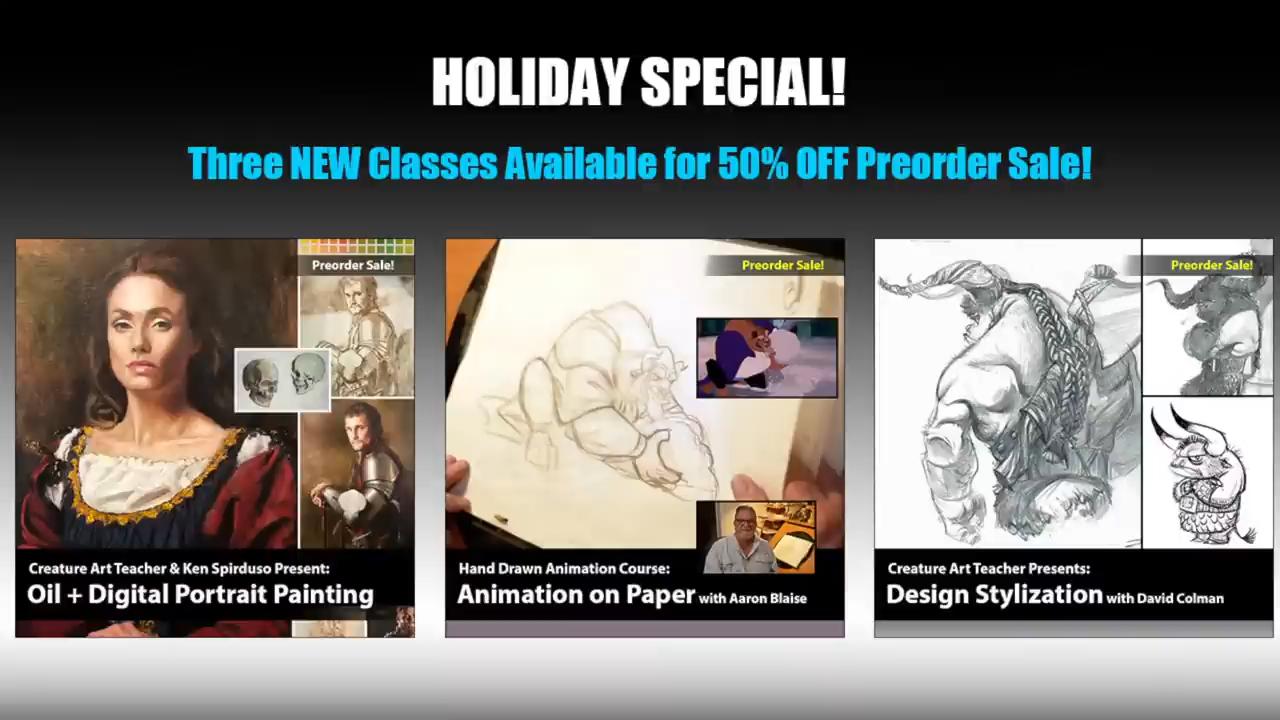 HOLIDAY SPECIAL!
Three NEW Classes Available for 50% OFF Preorder Sale!
Preorder Sale!
Creature Art Teacher & Ken Spirduso Present:
Oil + Digital Portrait Painting
Preorder Sale!
Hand Drawn Animation Course:
Animation on Paper with Aaron Blaise
Preorder Sale!
Creature Art Teacher Presents:
Design Stylization with David Colman